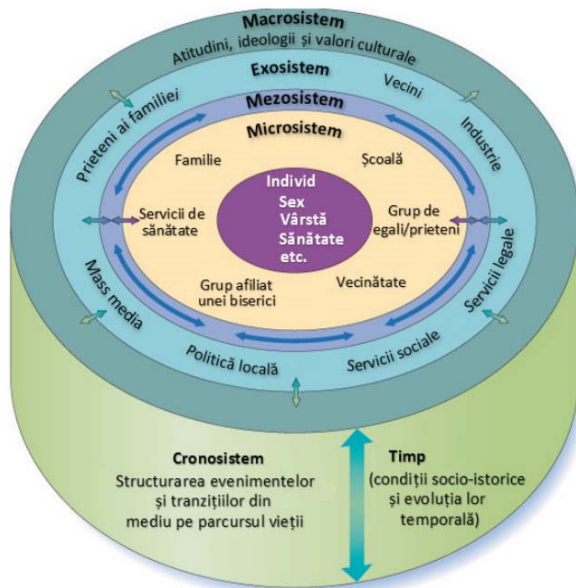 Macrosistem
Atitudini, ideologii și valori culturale
Exosistem
Vecini
Prieteni ai familiei
Industrie
Mezosistem
Microsistem
Familie
Școală
Individ
Sex
Vârstă
Sănătate
etc.
Servicii de
sănătate
Grup de
egali/prieteni
Grup afiliat
unei biserici
Vecinătate
Mass media
Servicii legale
Politică locală
Servicii sociale
Cronosistem
Structurarea evenimentelor
și tranzițiilor din
mediu pe parcursul vieții
Timp
(condiții socio-istorice
și evoluția lor
temporală)